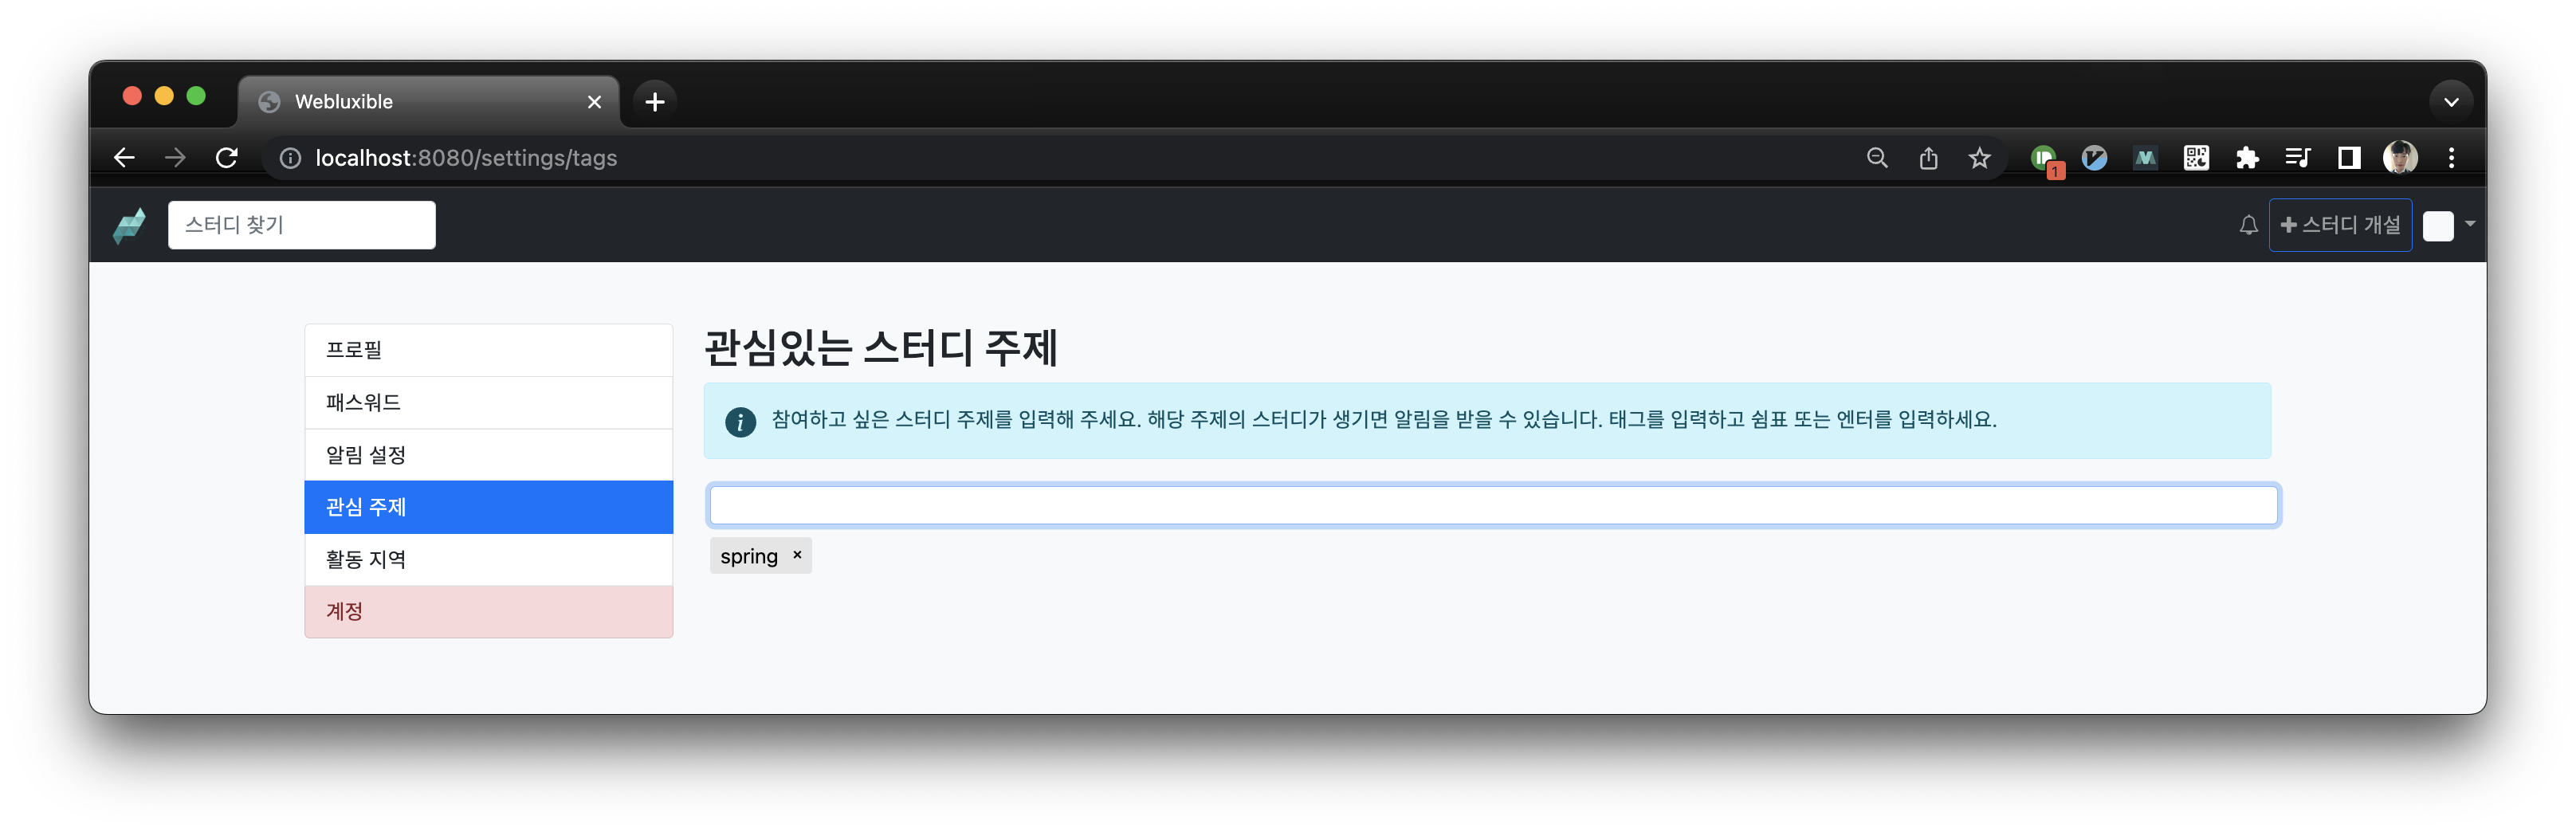 Webluxible
localhost:8080/settings/tags
1
스터디 찾기
스터디 개설
프로필
패스워드
알림 설정
관심 주제
활동 지역
계정
관심있는 스터디 주제
참여하고 싶은 스터디 주제를 입력해 주세요. 해당 주제의 스터디가 생기면 알림을 받을 수 있습니다. 태그를 입력하고 쉼표 또는 엔터를 입력하세요.
spring ×